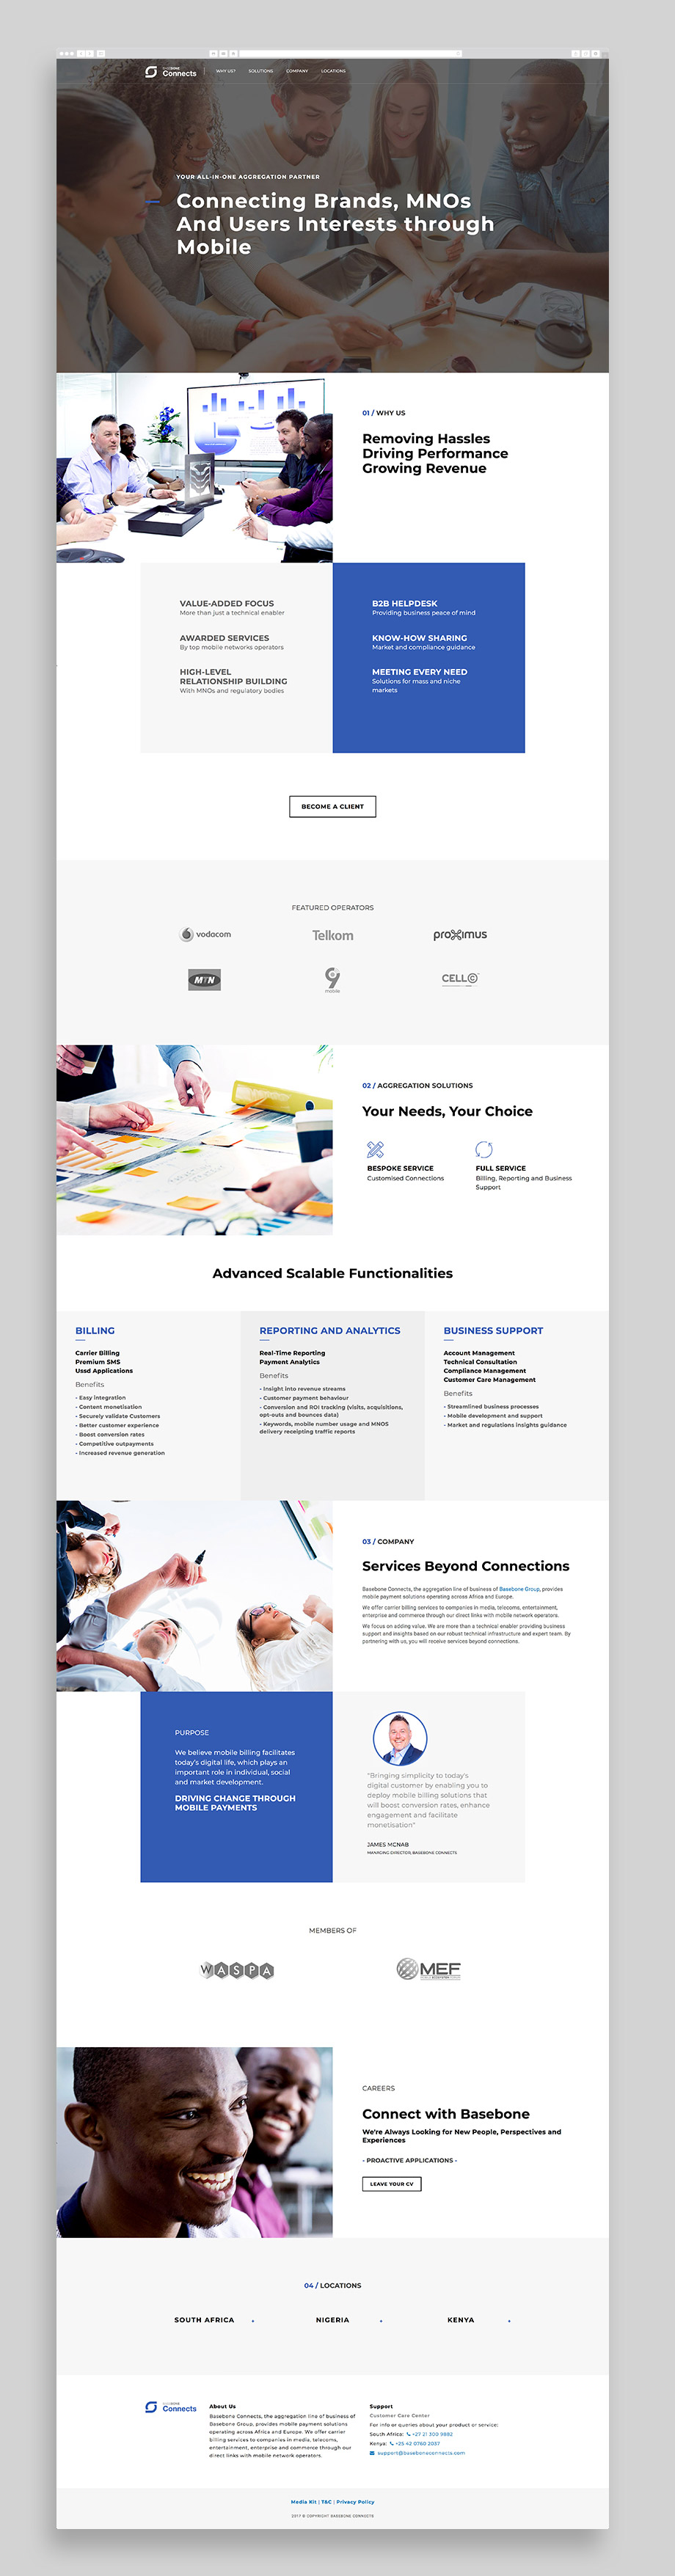 BASEBONE
Connects
WHY US?
SOLUTIONS
COMPANY
LOCATIONS
YOUR ALL-IN-ONE AGGREGATION PARTNER
Connecting Brands, MNOs
And Users Interests through
Mobile
01 / WHY US
Removing Hassles
Driving Performance
Growing Revenue
VALUE-ADDED FOCUS
More than just a technical enabler
AWARDED SERVICES
By top mobile networks operators
HIGH-LEVEL
RELATIONSHIP BUILDING
With MNOs and regulatory bodies
B2B HELPDESK
Providing business peace of mind
KNOW-HOW SHARING
Market and compliance guidance
MEETING EVERY NEED
Solutions for mass and niche
markets
BECOME A CLIENT
FEATURED OPERATORS
vodacom
Telkom
proximus
MTN
9
mobile
CELL C
02 / AGGREGATION SOLUTIONS
Your Needs, Your Choice
BESPOKE SERVICE
Customised Connections
FULL SERVICE
Billing, Reporting and Business
Support
Advanced Scalable Functionalities
BILLING
Carrier Billing
Premium SMS
Ussd Applications
Benefits
- Easy integration
- Content monetisation
- Securely validate Customers
- Better customer experience
- Boost conversion rates
- Competitive outpayments
- Increased revenue generation
REPORTING AND ANALYTICS
Real-Time Reporting
Payment Analytics
Benefits
- Insight into revenue streams
- Customer payment behaviour
- Conversion and ROI tracking (visits, acquisitions,
opt-outs and bounces data)
- Keywords, mobile number usage and MNOS
delivery receipting traffic reports
BUSINESS SUPPORT
Account Management
Technical Consultation
Compliance Management
Customer Care Management
Benefits
- Streamlined business processes
- Mobile development and support
- Market and regulations insights guidance
03 / COMPANY
Services Beyond Connections
Basebone Connects, the aggregation line of business of Basebone Group, provides
mobile payment solutions operating across Africa and Europe.
We offer carrier billing services to companies in media, telecoms, entertainment,
enterprise and commerce through our direct links with mobile network operators.
We focus on adding value. We are more than a technical enabler providing business
support and insights based on our robust technical infrastructure and expert team. By
partnering with us, you will receive services beyond connections.
PURPOSE
We believe mobile billing facilitates
today's digital life, which plays an
important role in individual, social
and market development.
DRIVING CHANGE THROUGH
MOBILE PAYMENTS
"Bringing simplicity to today's
digital customer by enabling you to
deploy mobile billing solutions that
will boost conversion rates, enhance
engagement and facilitate
monetisation"
JAMES MCNAB
MANAGING DIRECTOR, BASEBONE CONNECTS
MEMBERS OF
WASPA
MEF
CAREERS
Connect with Basebone
We're Always Looking for New People, Perspectives and
Experiences
- PROACTIVE APPLICATIONS -
LEAVE YOUR CV
04 / LOCATIONS
SOUTH AFRICA
NIGERIA
KENYA
BASEBONE
Connects
About Us
Basebone Connects, the aggregation line of business of
Basebone Group, provides mobile payment solutions
operating across Africa and Europe. We offer carrier
billing services to companies in media, telecoms,
entertainment, enterprise and commerce through our
direct links with mobile network operators.
Support
Customer Care Center
For info or queries about your product or service:
South Africa: +27 21 300 9882
Kenya: +25 42 0760 2037
support@baseboneconnects.com
Media Kit | T&C | Privacy Policy
2017 © COPYRIGHT BASEBONE CONNECTS